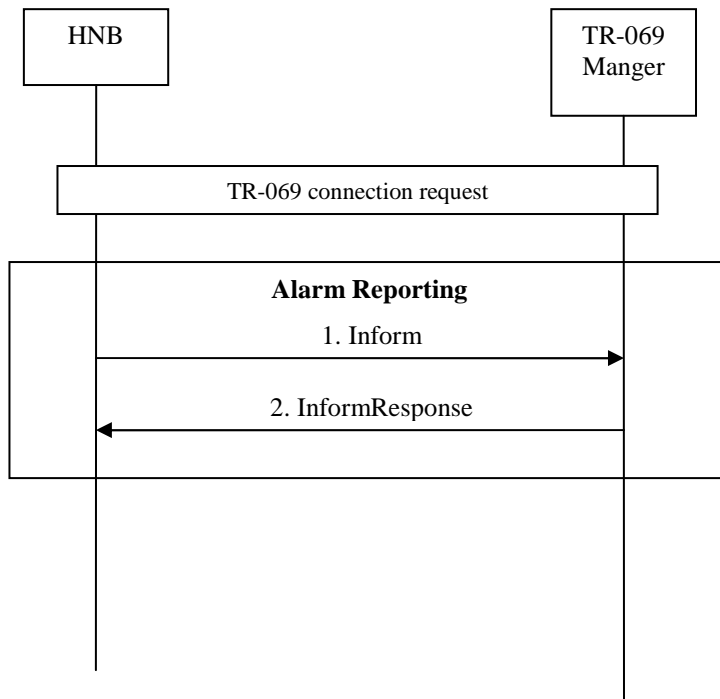 HNB
TR-069
Manger
TR-069 connection request
Alarm Reporting
1. Inform
2. InformResponse